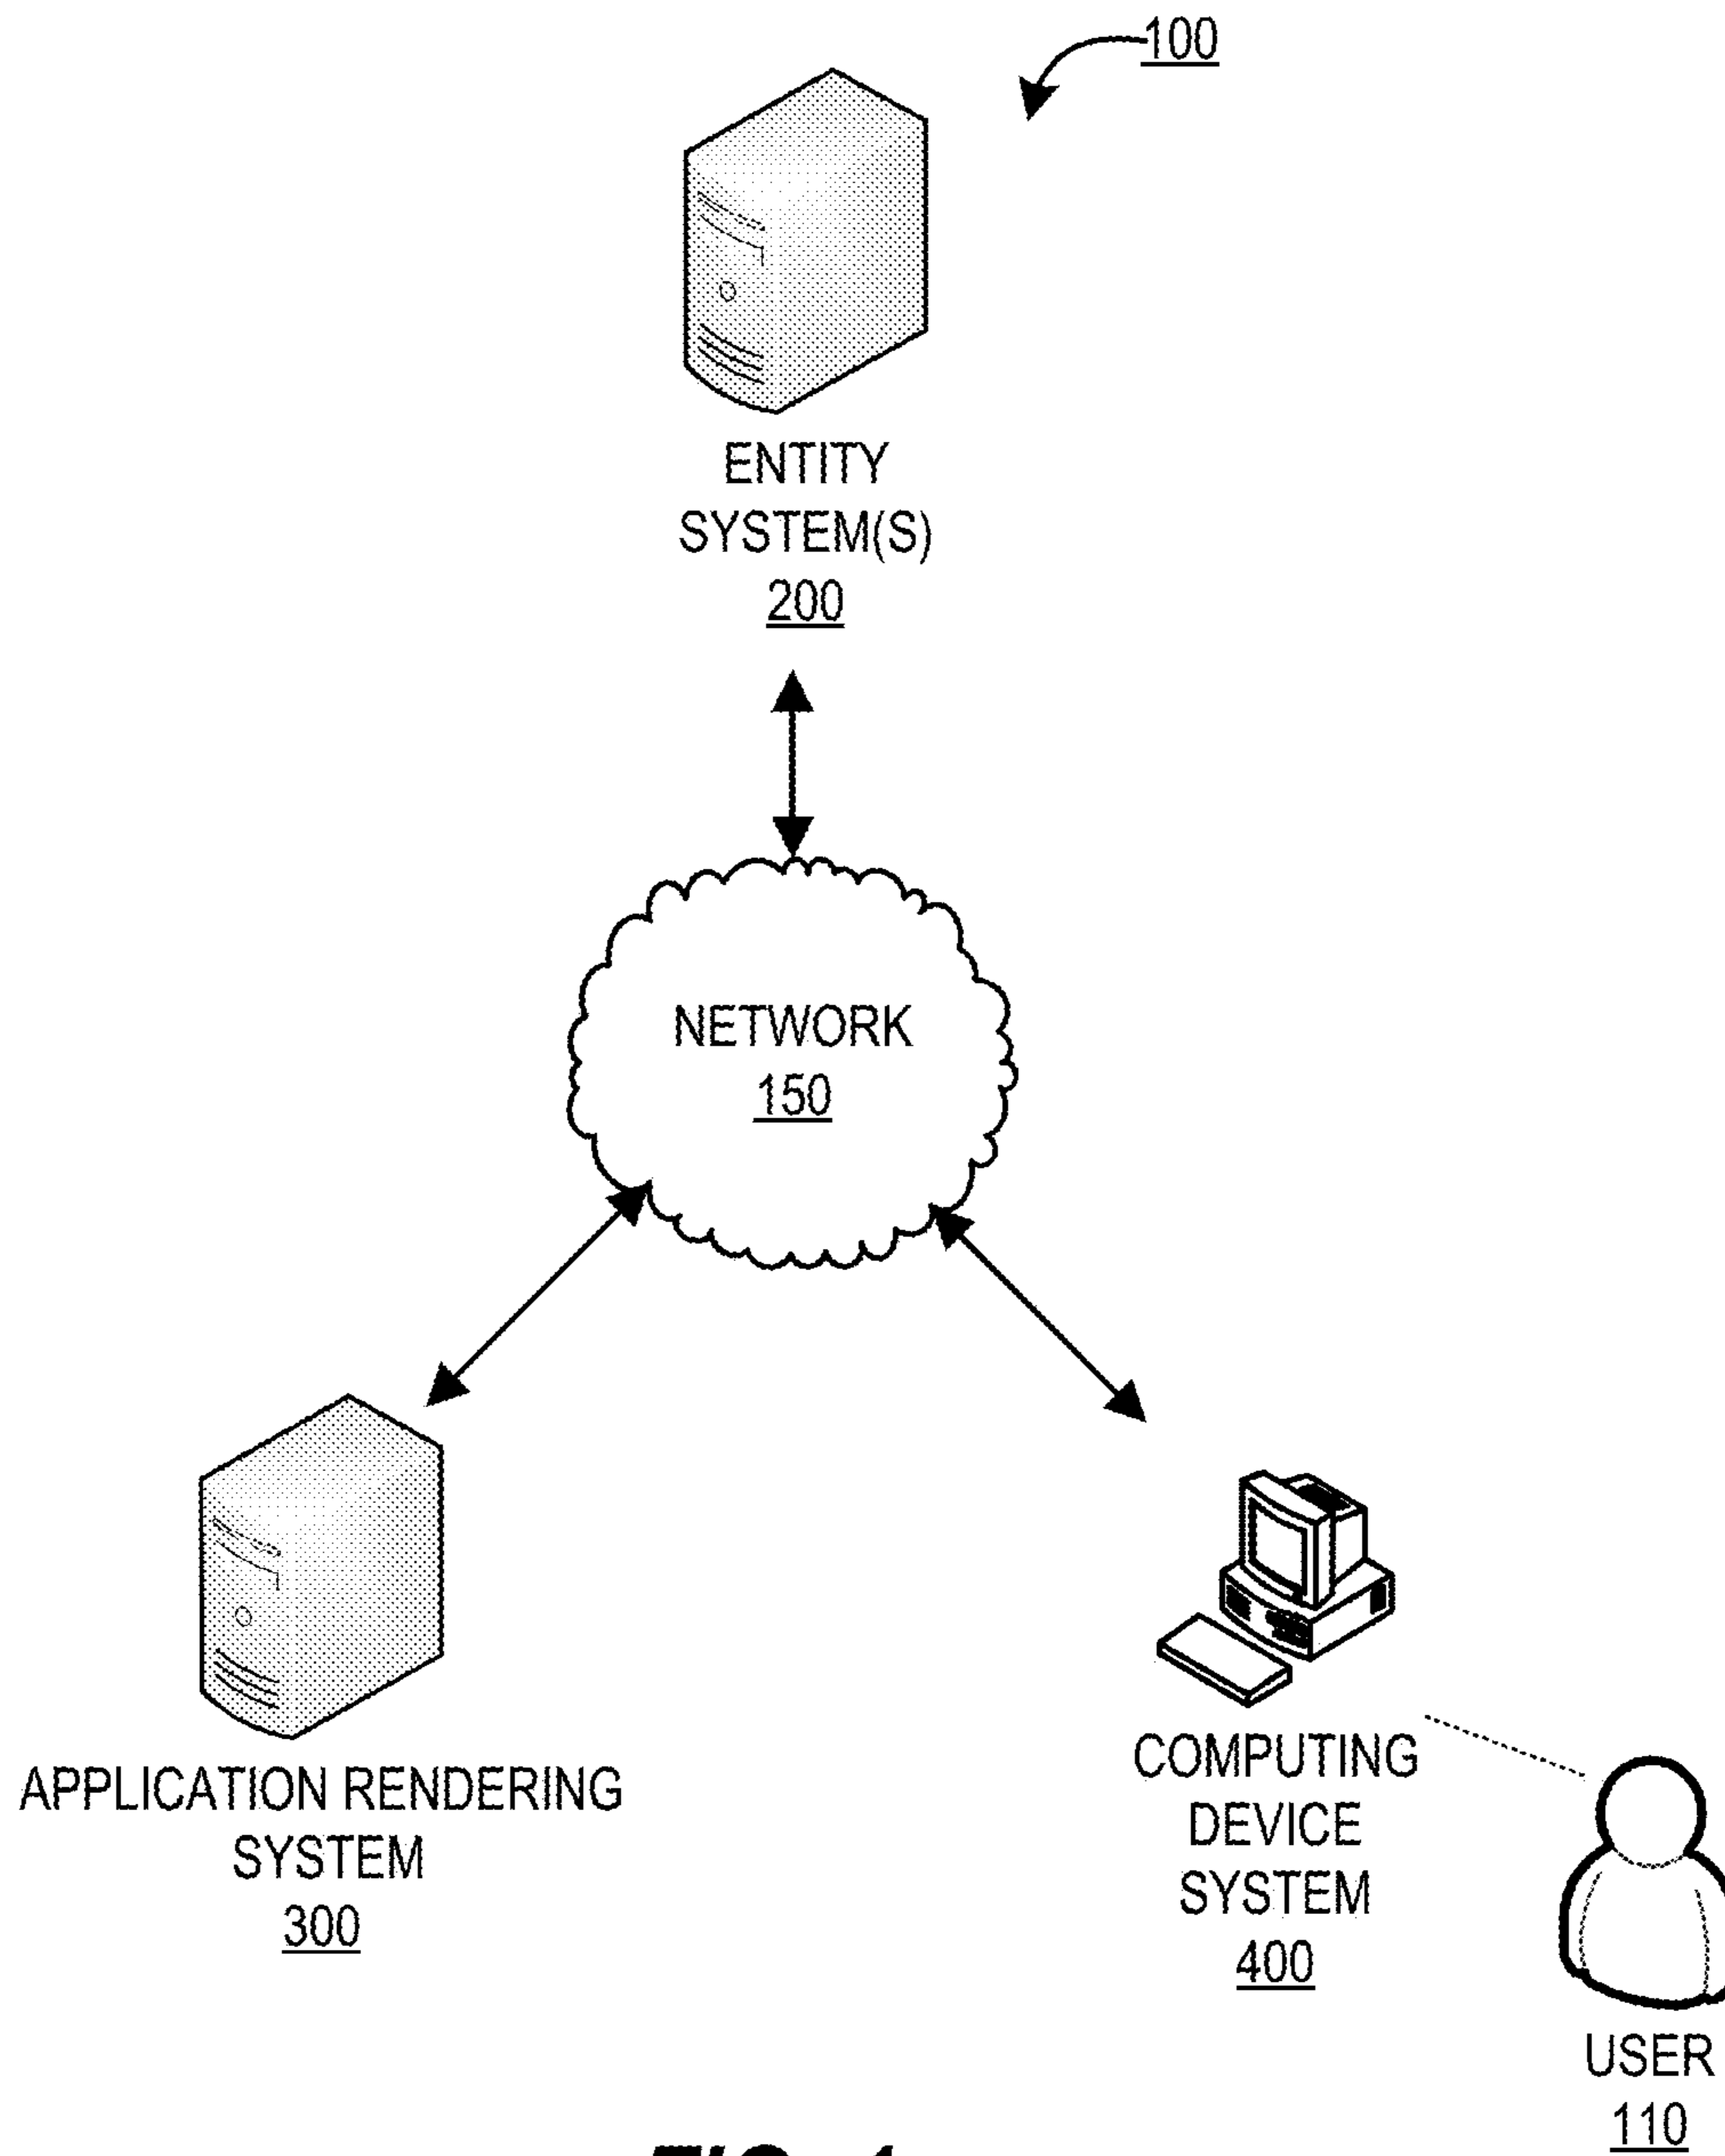 100
ENTITY
SYSTEM(S)
200
NETWORK
150
APPLICATION RENDERING
SYSTEM
300
COMPUTING
DEVICE
SYSTEM
400
USER
110